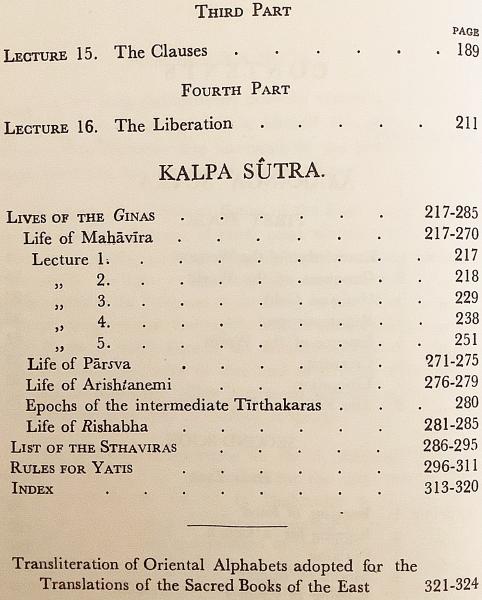 THIRD PART
PAGE
LECTURE 15. The Clauses . . . . . . 189
FOURTH PART
LECTURE 16. The Liberation . . . . . 211
KALPA SÛTRA.
LIVES OF THE GINAS . . . . . . 217-285
Life of Mahāvīra . . . . . . 217-270
Lecture 1. . . . . . . . 217
„ 2. . . . . . . . 218
„ 3. . . . . . . . 229
„ 4. . . . . . . . 238
„ 5. . . . . . . . 251
Life of Pārsva . . . . . 271-275
Life of Arishtanemi . . . . . 276-279
Epochs of the intermediate Tīrthakaras . . . 280
Life of Rishabha . . . . . 281-285
LIST OF THE STHAVIRAS . . . . . 286-295
RULES FOR YATIS . . . . . 296-311
INDEX . . . . . . . . 313-320
Transliteration of Oriental Alphabets adopted for the
Translations of the Sacred Books of the East 321-324